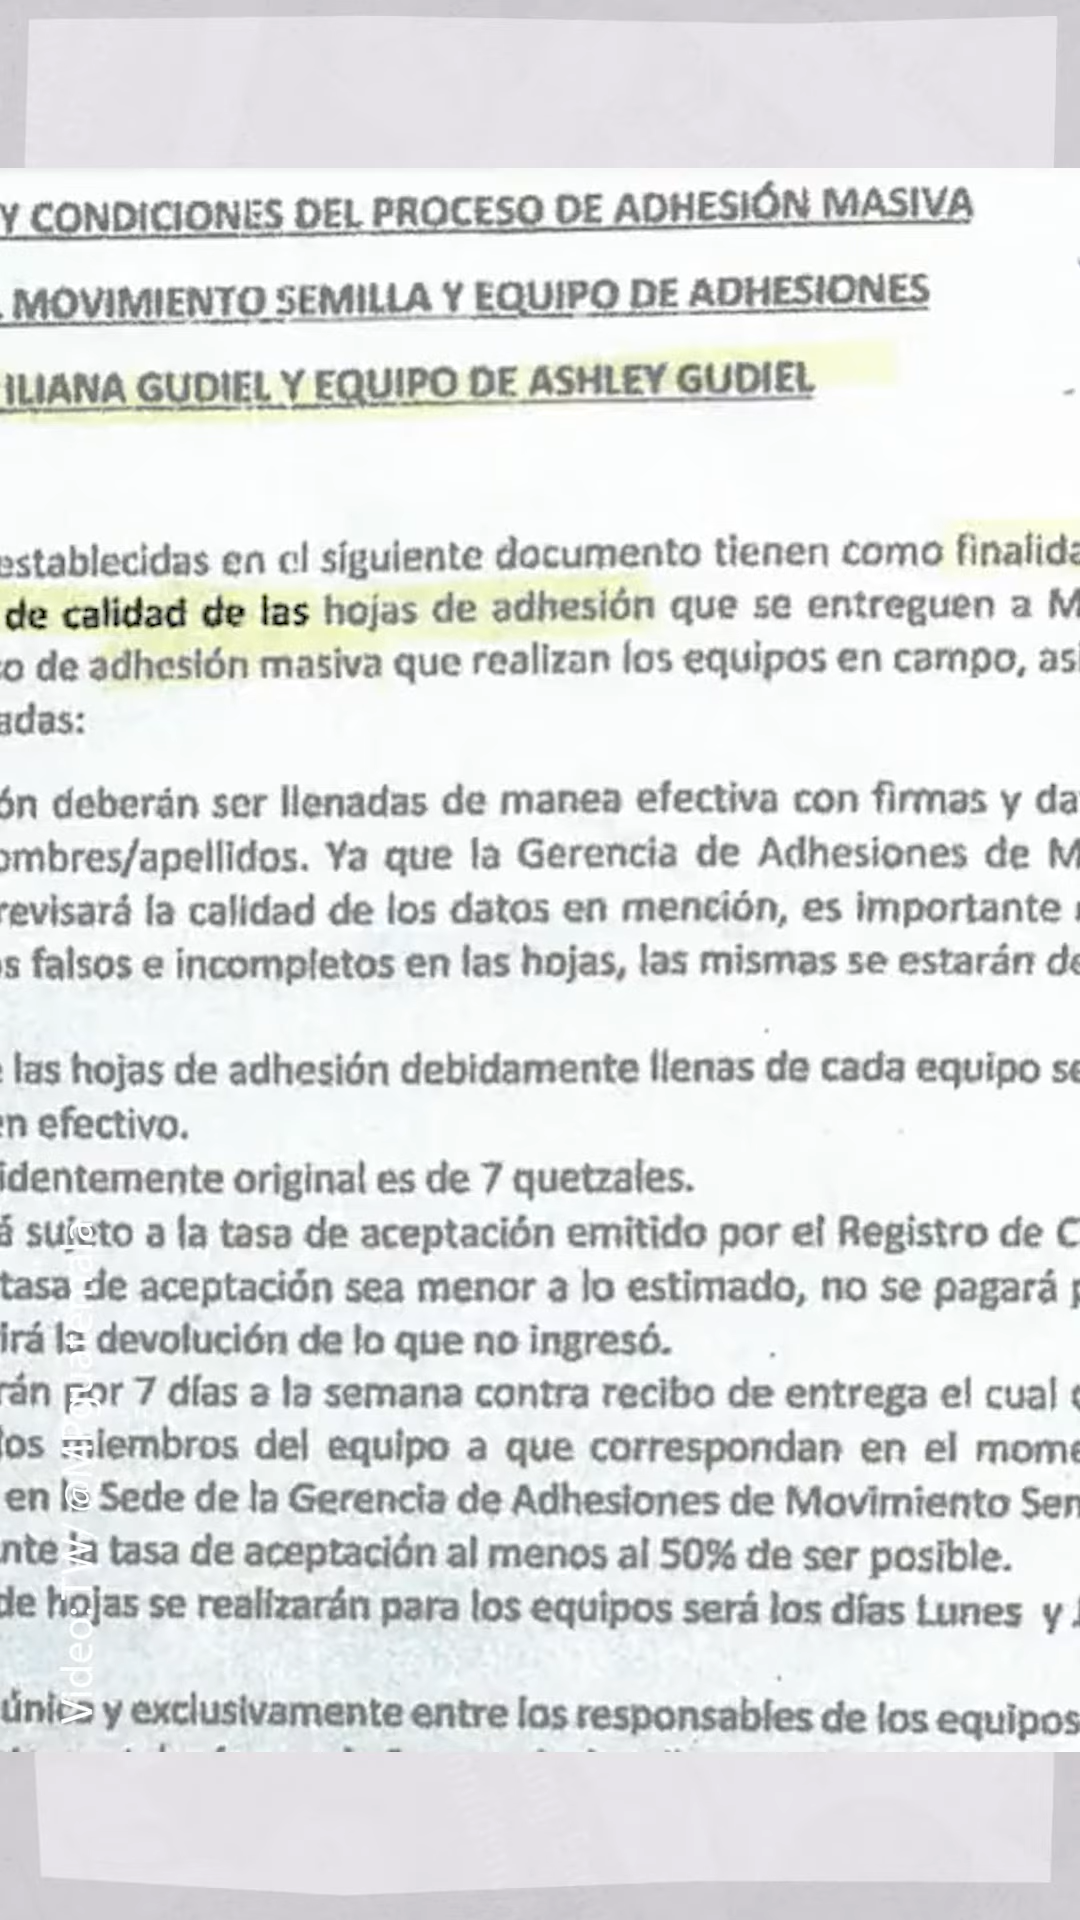 Y CONDICIONES DEL PROCESO DE ADHESIÓN MASIVA
MOVIMIENTO SEMILLA Y EQUIPO DE ADHESIONES
ILIANA GUDIEL Y EQUIPO DE ASHLEY GUDIEL
establecidas en el síguiente documento tienen como finalida
de calidad de las hojas de adhesión que se entreguen a M
o de adhesión masiva que realizan los equipos en campo, asi
adas:
ón deberán ser llenadas de manea efectiva con firmas y da
ombres/apellidos. Ya que la Gerencia de Adhesiones de M
revisará la calidad de los datos en mención, es importante
s falsos e incompletos en las hojas, las mismas se estarán de
las hojas de adhesión debidamente llenas de cada equipo se
en efectivo.
identemente original es de 7 quetzales.
á sujeto a la tasa de aceptación emitido por el Registro de C
tasa de aceptación sea menor a lo estimado, no se pagará p
irá la devolución de lo que no ingresó.
rán por 7 días a la semana contra recibo de entrega el cual
los miembros del equipo a que correspondan en el mome
en la Sede de la Gerencia de Adhesiones de Movimiento Sem
nte la tasa de aceptación al menos al 50% de ser posible.
de hojas se realizarán para los equipos será los días Lunes y J
única y exclusivamente entre los responsables de los equipos
Video: TW @MPguatemala